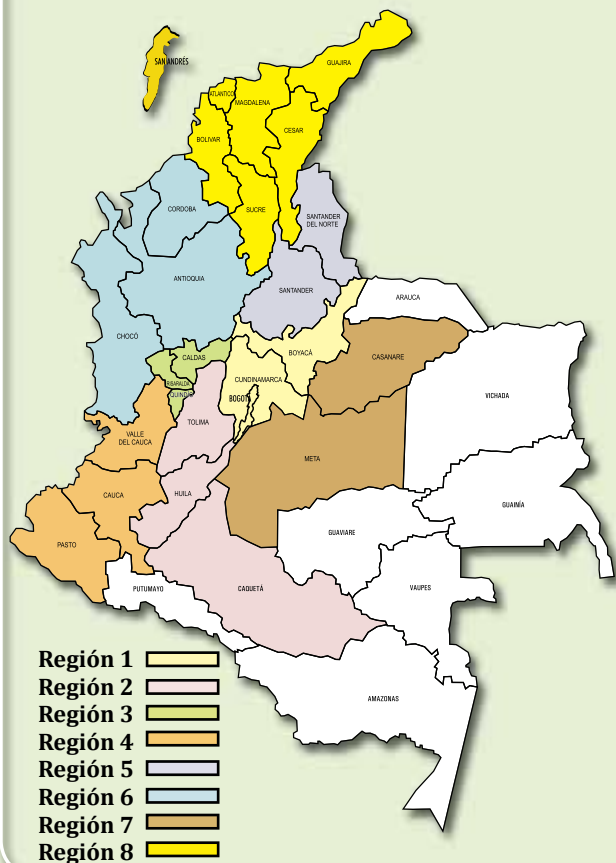 SAN ANDRÉS
GUAJIRA
ATLANTICO
MAGDALENA
CESAR
BOLIVAR
SUCRE
CORDOBA
SANTANDER
DEL NORTE
ANTIOQUIA
SANTANDER
ARAUCA
CHOCÓ
BOYACÁ
CALDAS
CASANARE
CUNDINAMARCA
RISARALDA
BOGOTÁ
QUINDIO
VICHADA
TOLIMA
VALLE
DEL CAUCA
META
HUILA
CAUCA
GUAINÍA
GUAVIARE
PASTO
PUTUMAYO
CAQUETÁ
VAUPES
AMAZONAS
Región 1
Región 2
Región 3
Región 4
Región 5
Región 6
Región 7
Región 8